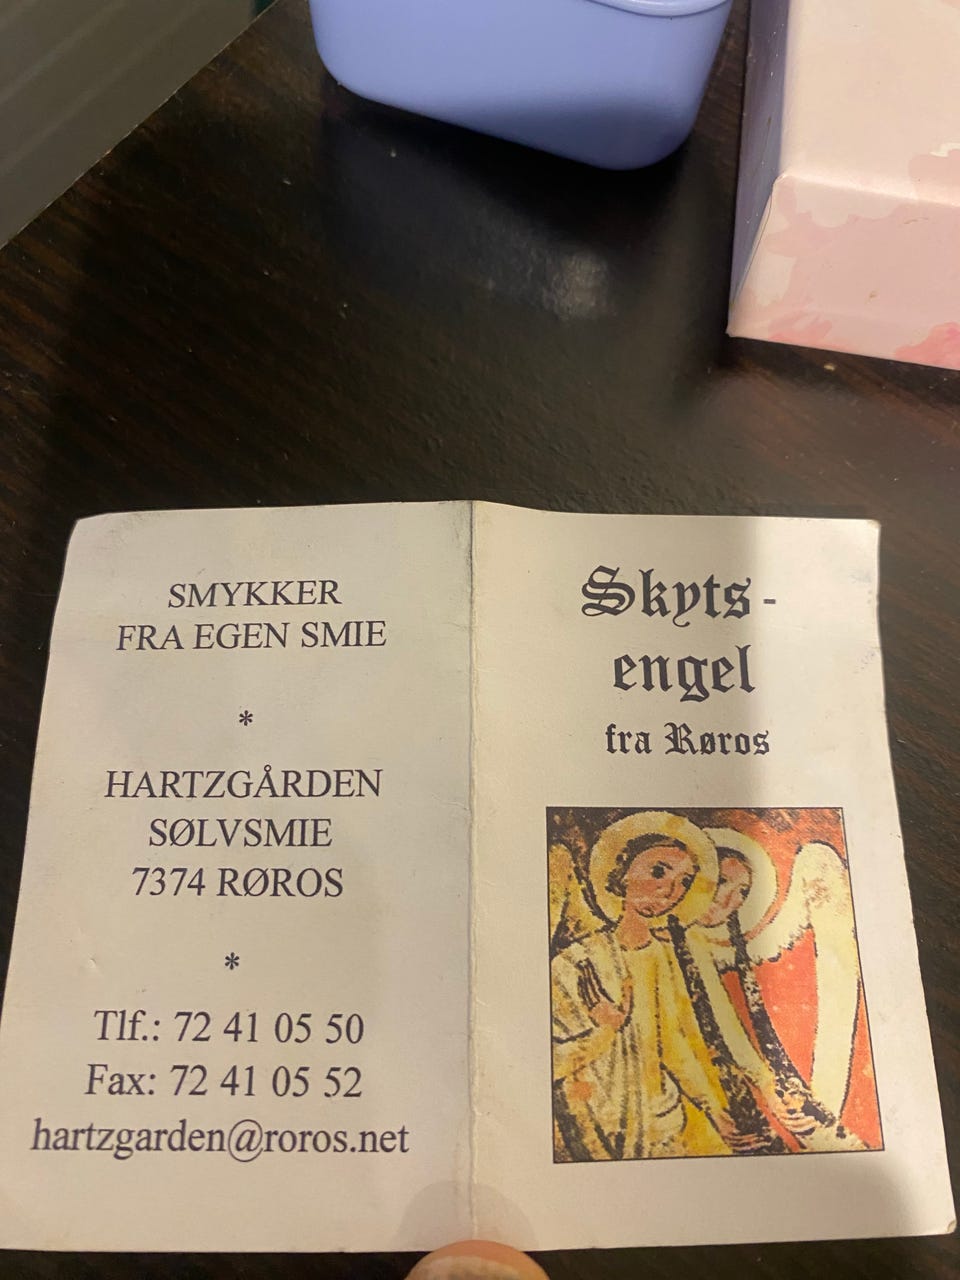 SMYKKER
FRA EGEN SMIE
*
HARTZGÅRDEN
SØLVSMIE
7374 RØROS
*
Tlf.: 72 41 05 50
Fax: 72 41 05 52
hartzgarden@roros.net
Skyts-
engel
fra Røros